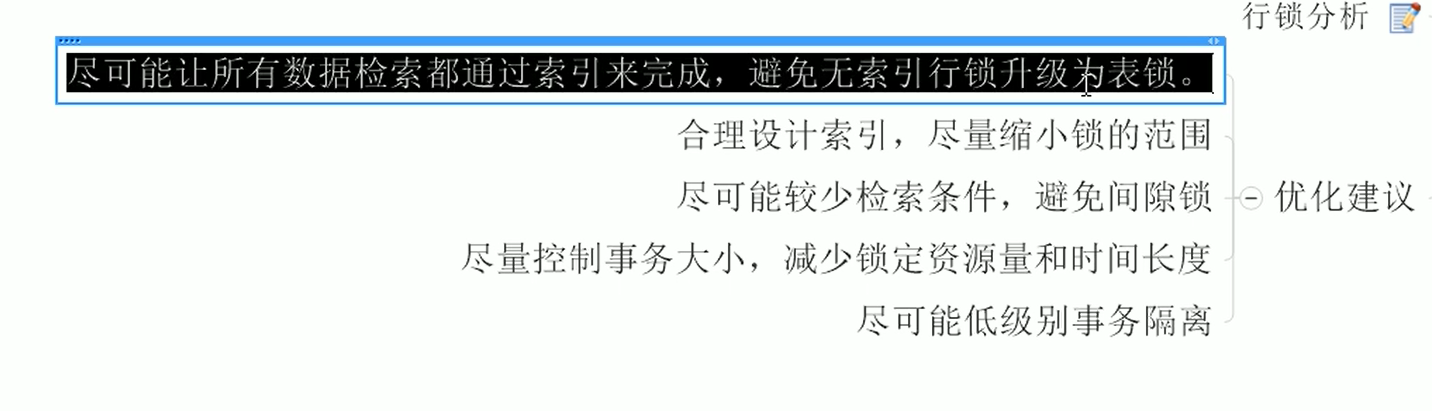 行锁分析
尽可能让所有数据检索都通过索引来完成，避免无索引行锁升级为表锁。
合理设计索引，尽量缩小锁的范围
尽可能较少检索条件，避免间隙锁
优化建议
尽量控制事务大小，减少锁定资源量和时间长度
尽可能低级别事务隔离